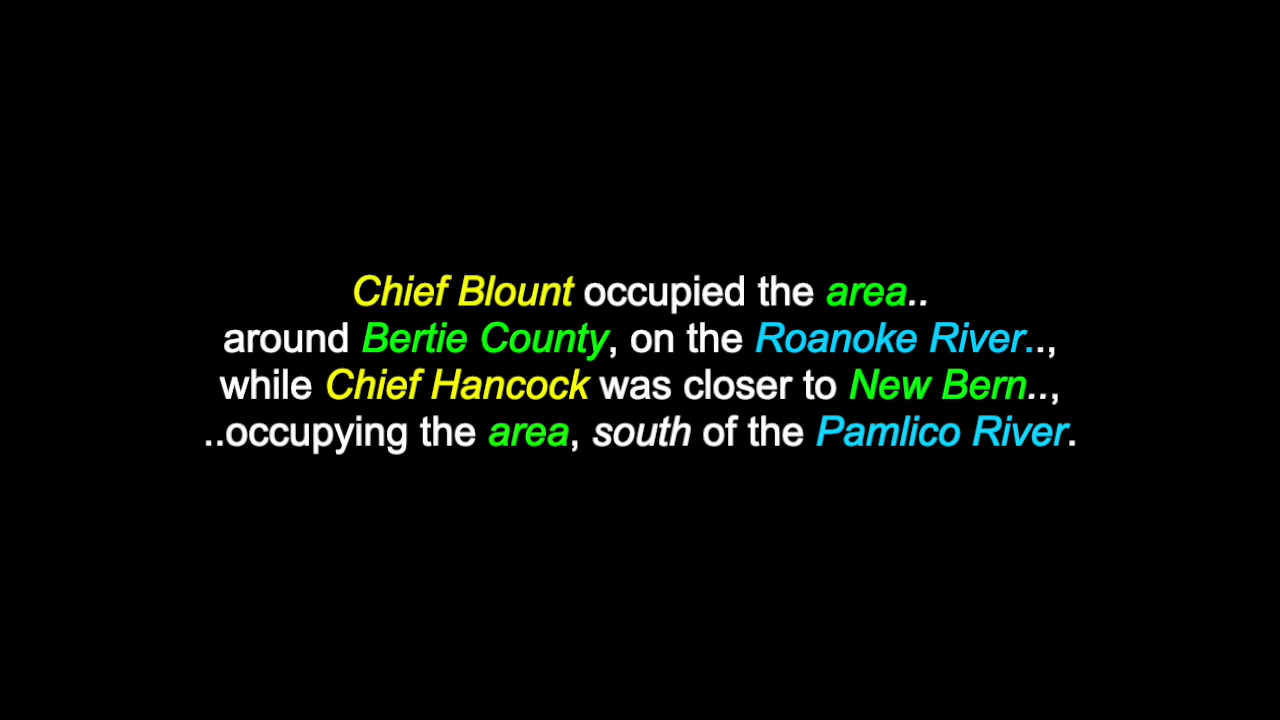 Chief Blount occupied the area..
around Bertie County, on the Roanoke River..,
while Chief Hancock was closer to New Bern..,
..occupying the area, south of the Pamlico River.